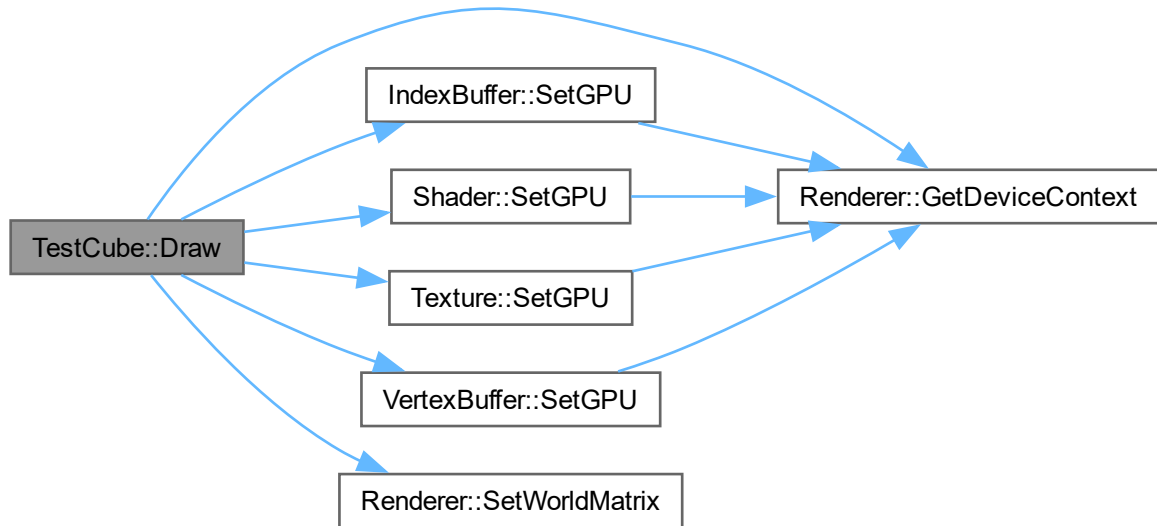 TestCube::Draw
IndexBuffer::SetGPU
Shader::SetGPU
Texture::SetGPU
VertexBuffer::SetGPU
Renderer::SetWorldMatrix
Renderer::GetDeviceContext